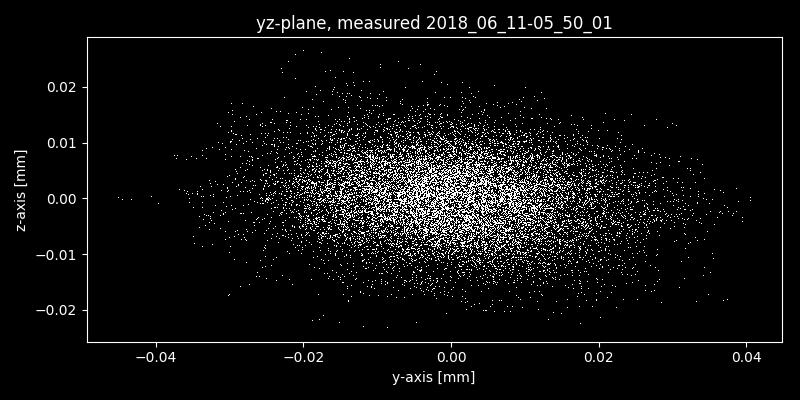 yz-plane, measured 2018_06_11-05_50_01
z-axis [mm]
0.02
0.01
0.00
−0.01
−0.02
−0.04 −0.02 0.00 0.02 0.04
y-axis [mm]